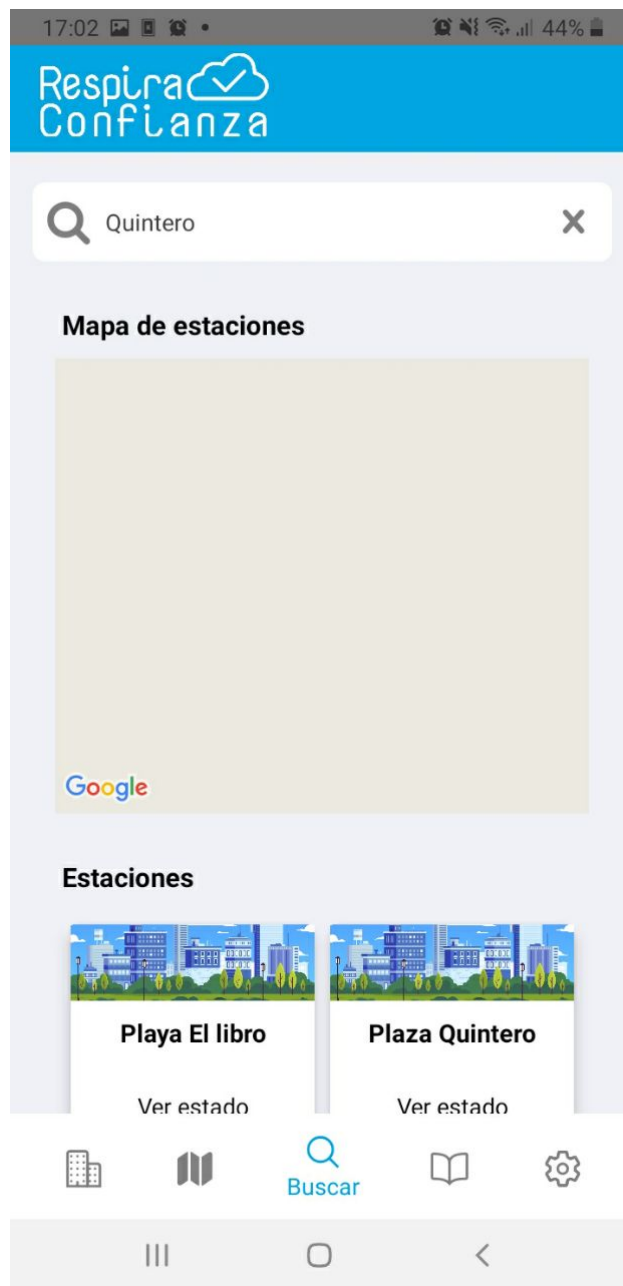 17:02
44%
Respira
Confianza
Quintero
Mapa de estaciones
Google
Estaciones
Playa El libro
Plaza Quintero
Ver estado
Ver estado
Buscar